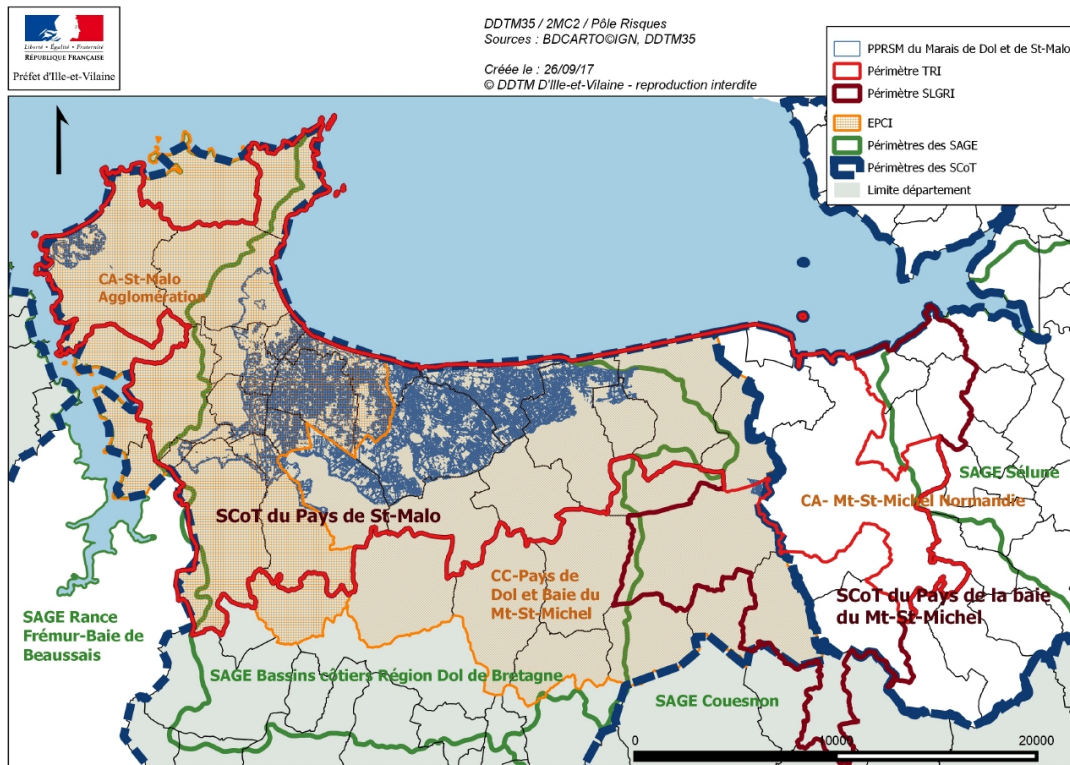 Liberté • Égalité • Fraternité
RÉPUBLIQUE FRANÇAISE
Préfet d'Ille-et-Vilaine
DDTM35 / 2MC2 / Pôle Risques
Sources : BDCARTO©IGN, DDTM35
Créée le : 26/09/17
© DDTM D'Ille-et-Vilaine - reproduction interdite
PPRSM du Marais de Dol et de St-Malo
Périmètre TRI
Périmètre SLGRI
EPCI
Périmètres des SAGE
Périmètres des SCoT
Limite département
CA-St-Malo
Agglomération
SAGE Sélune
CA- Mt-St-Michel Normandie
SCoT du Pays de St-Malo
CC-Pays de
Dol et Baie du
Mt-St-Michel
SCoT du Pays de la baie
du Mt-St-Michel
SAGE Rance
Frémur-Baie de
Beaussais
SAGE Bassins côtiers Région Dol de Bretagne
SAGE Couesnon
0 10000 20000